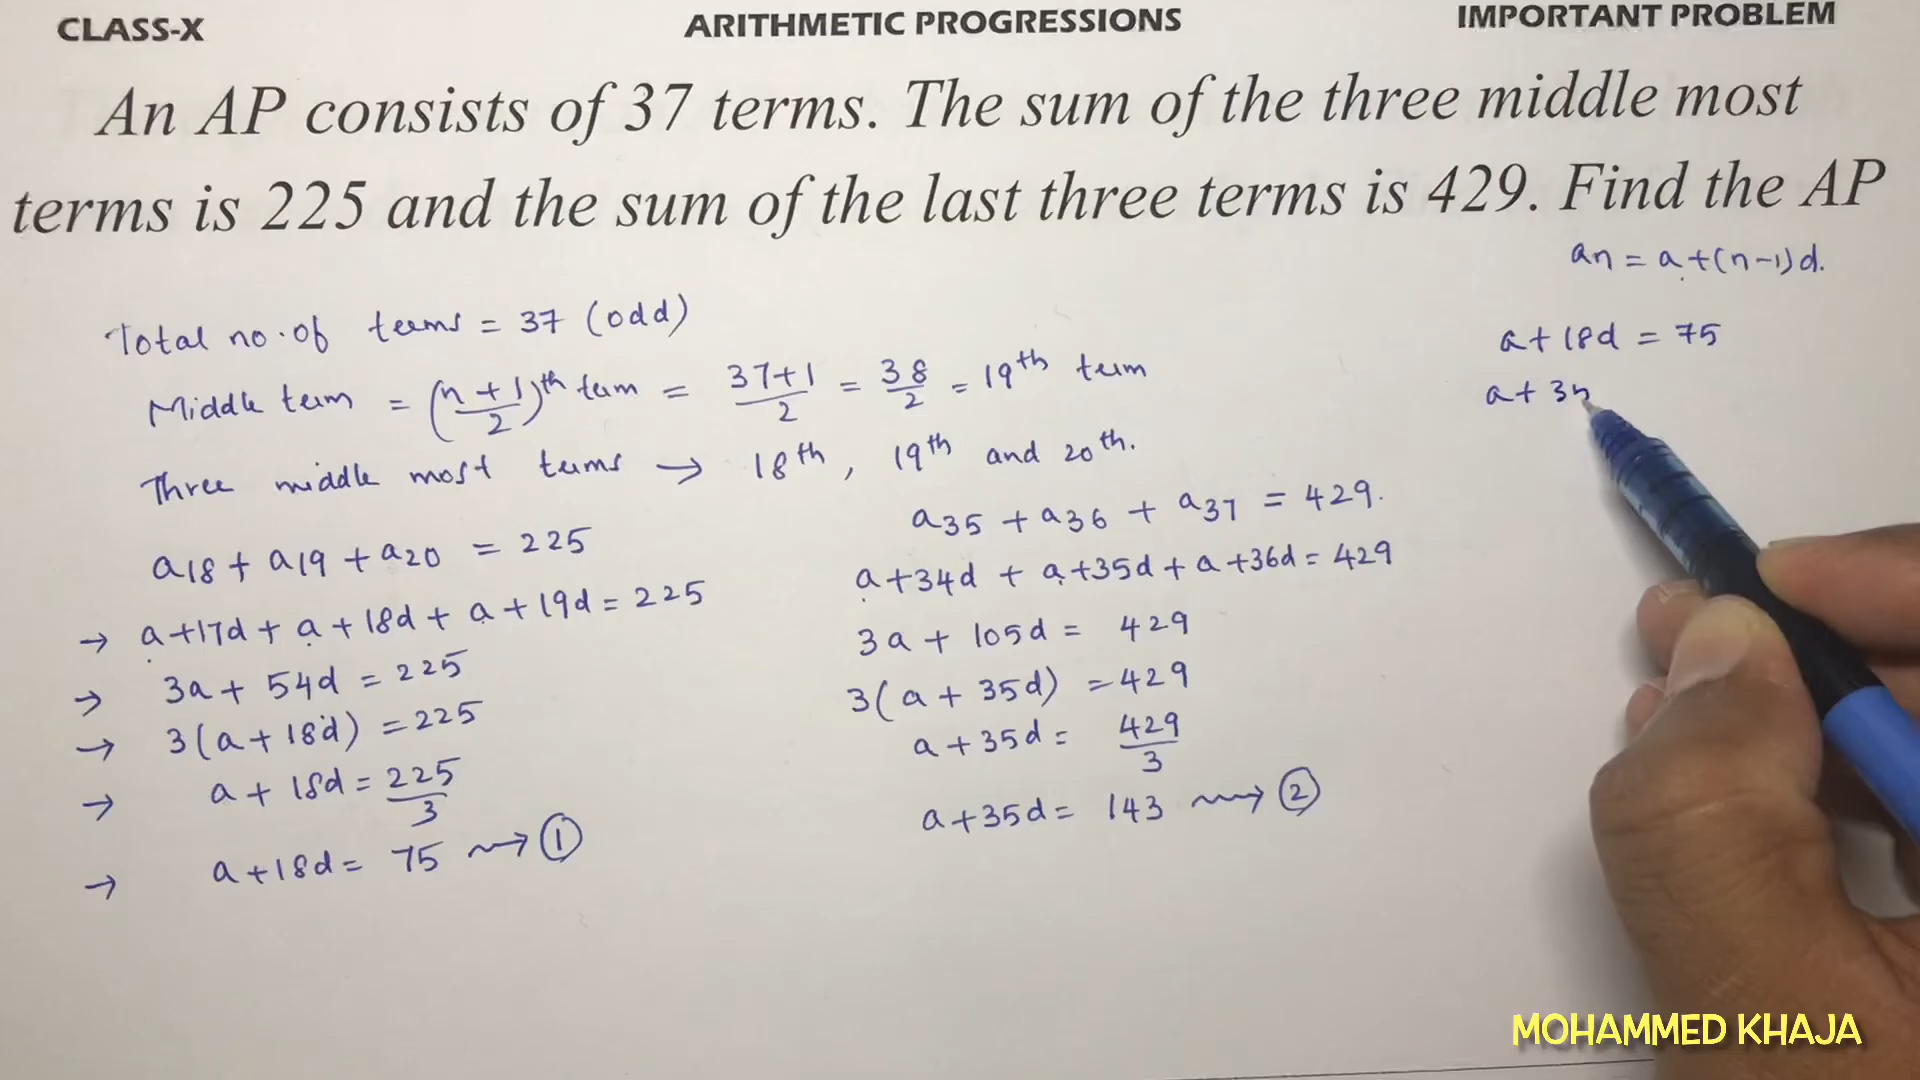 CLASS-X ARITHMETIC PROGRESSIONS IMPORTANT PROBLEM
An AP consists of 37 terms. The sum of the three middle most
terms is 225 and the sum of the last three terms is 429. Find the AP
an = a+(n-1)d.
Total no.of terms = 37 (odd)
Middle term = (n+1/2)th term = 37+1/2 = 38/2 = 19th term
Three middle most terms → 18th, 19th and 20th.
a18 + a19 + a20 = 225
→ a+17d + a+18d + a+19d = 225
→ 3a + 54d = 225
→ 3(a+18d) = 225
→ a + 18d = 225/3
→ a+18d = 75 → ①
a35 + a36 + a37 = 429.
a+34d + a+35d + a+36d = 429
3a + 105d = 429
3(a + 35d) = 429
a+35d = 429/3
a+35d = 143 → ②
a+18d = 75
a+ 3
MOHAMMED KHAJA